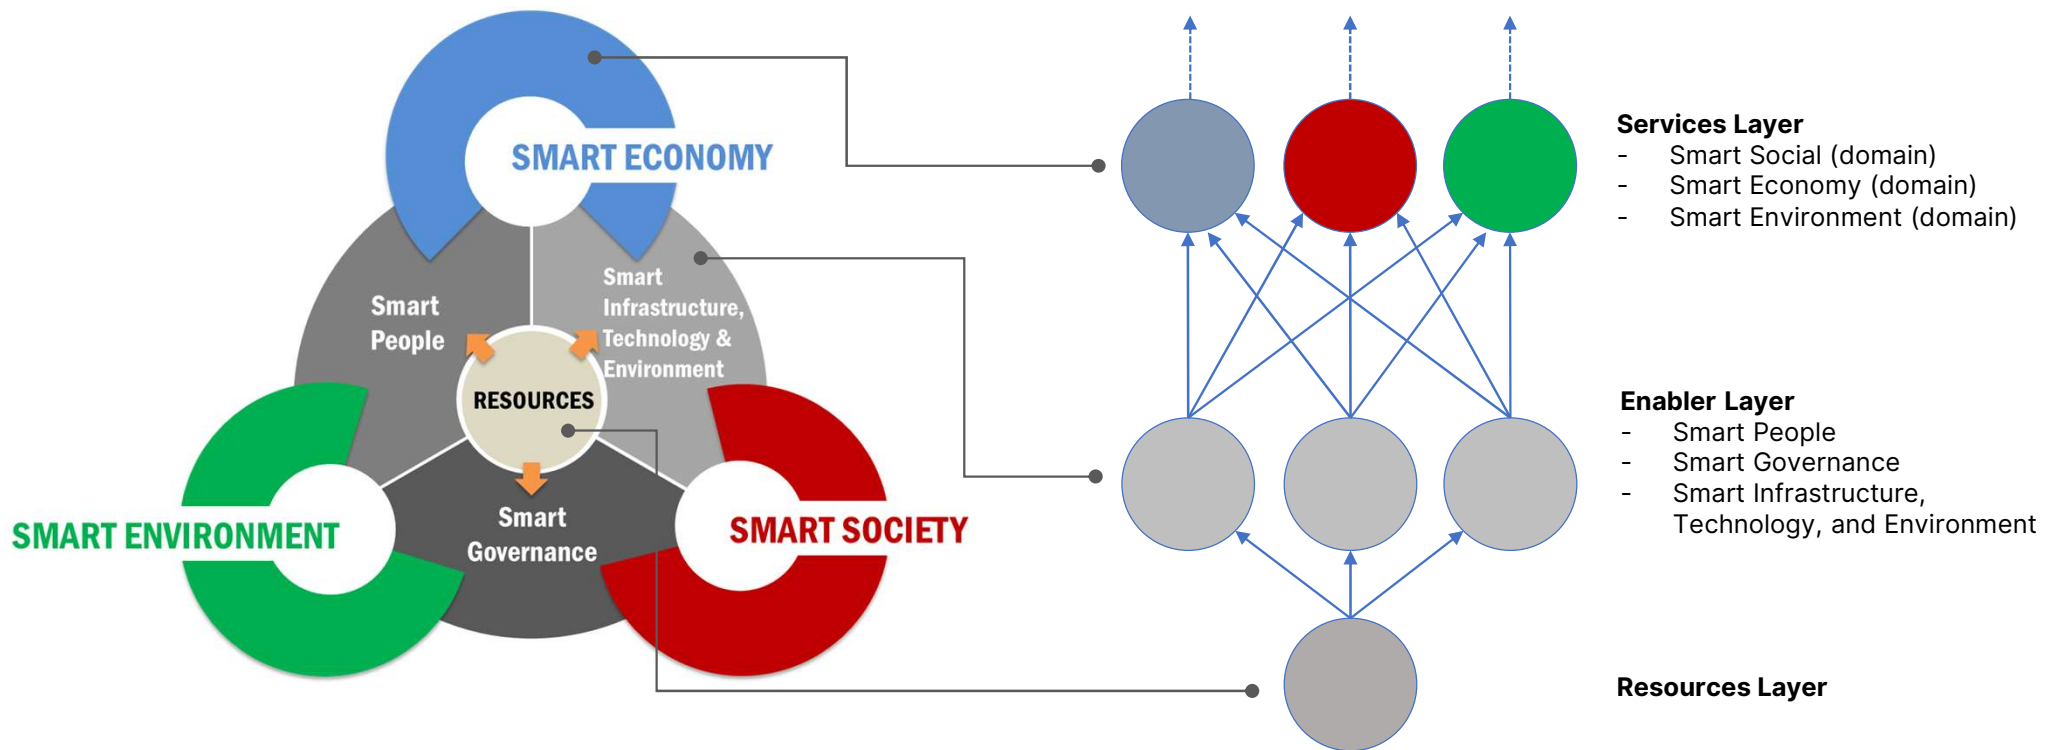 SMART ECONOMY
Smart
People
Smart
Infrastructure,
Technology &
Environment
RESOURCES
Smart
Governance
SMART ENVIRONMENT
SMART SOCIETY
Services Layer
- Smart Social (domain)
- Smart Economy (domain)
- Smart Environment (domain)
Enabler Layer
- Smart People
- Smart Governance
- Smart Infrastructure,
Technology, and Environment
Resources Layer